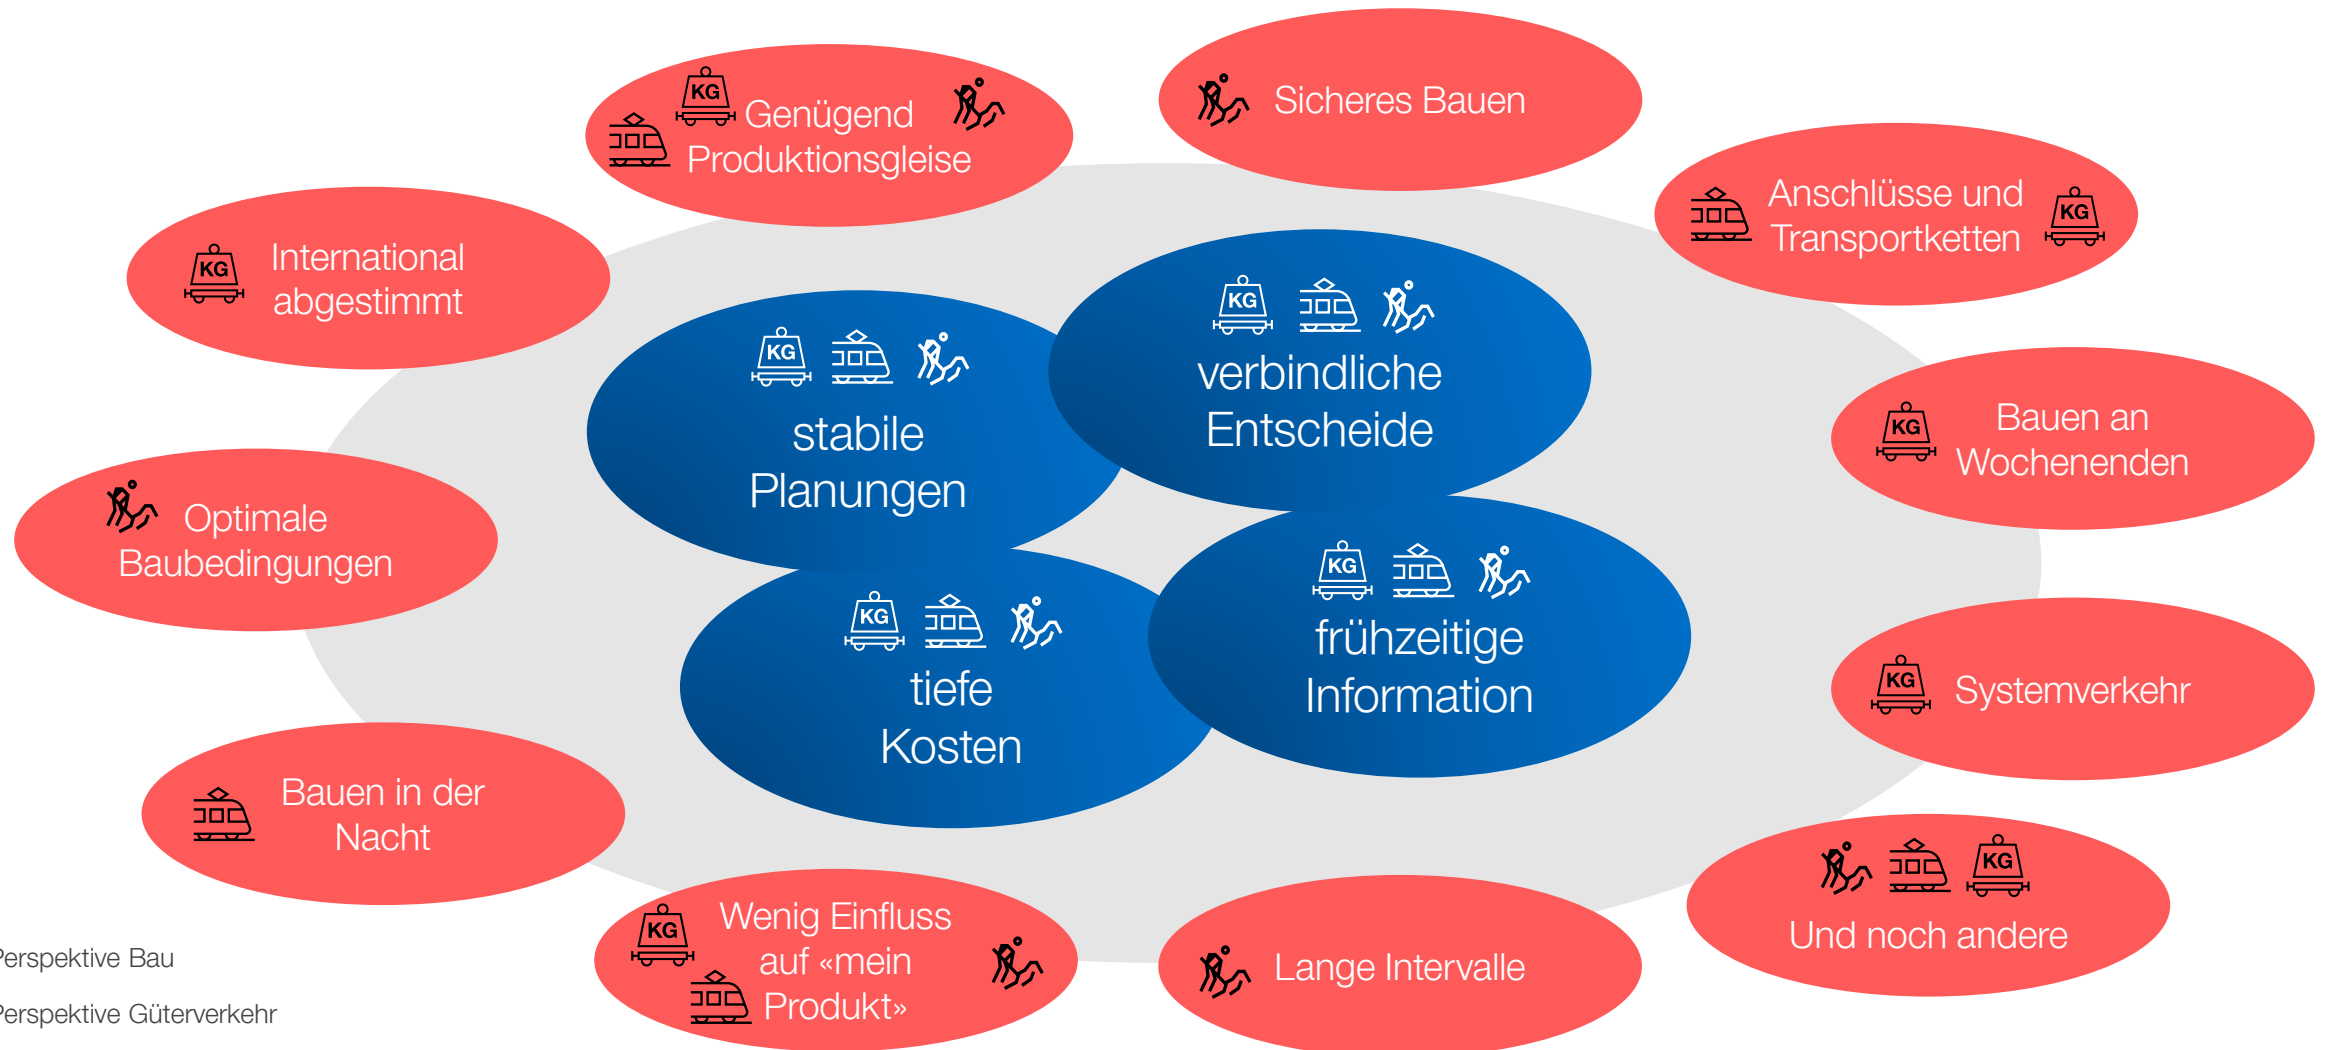 KG
Genügend
Produktionsgleise
Sicheres Bauen
Anschlüsse und
Transportketten
KG
KG
International
abgestimmt
KG
verbindliche
Entscheide
KG
stabile
Planungen
KG
Bauen an
Wochenenden
Optimale
Baubedingungen
KG
tiefe
Kosten
KG
frühzeitige
Information
KG
Systemverkehr
Bauen in der
Nacht
KG
Wenig Einfluss
auf «mein
Produkt»
Lange Intervalle
KG
Und noch andere
Perspektive Bau
Perspektive Güterverkehr